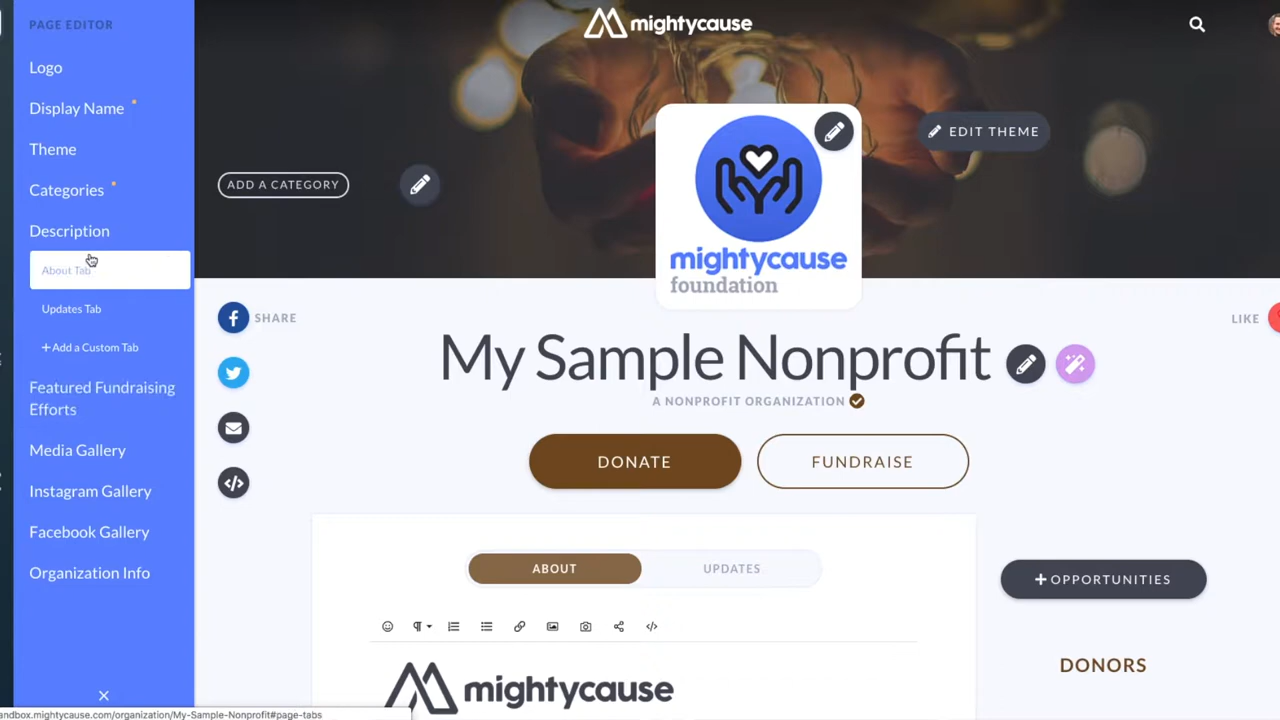 PAGE EDITOR
Logo
Display Name
Theme
Categories
Description
About Tab
Updates Tab
+ Add a Custom Tab
Featured Fundraising
Efforts
Media Gallery
Instagram Gallery
Facebook Gallery
Organization Info
mightycause
EDIT THEME
ADD A CATEGORY
mightycause
foundation
SHARE
LIKE
My Sample Nonprofit
A NONPROFIT ORGANIZATION
DONATE
FUNDRAISE
ABOUT
UPDATES
+ OPPORTUNITIES
mightycause
DONORS
andbox.mightycause.com/organization/My-Sample-Nonprofit#page-tabs